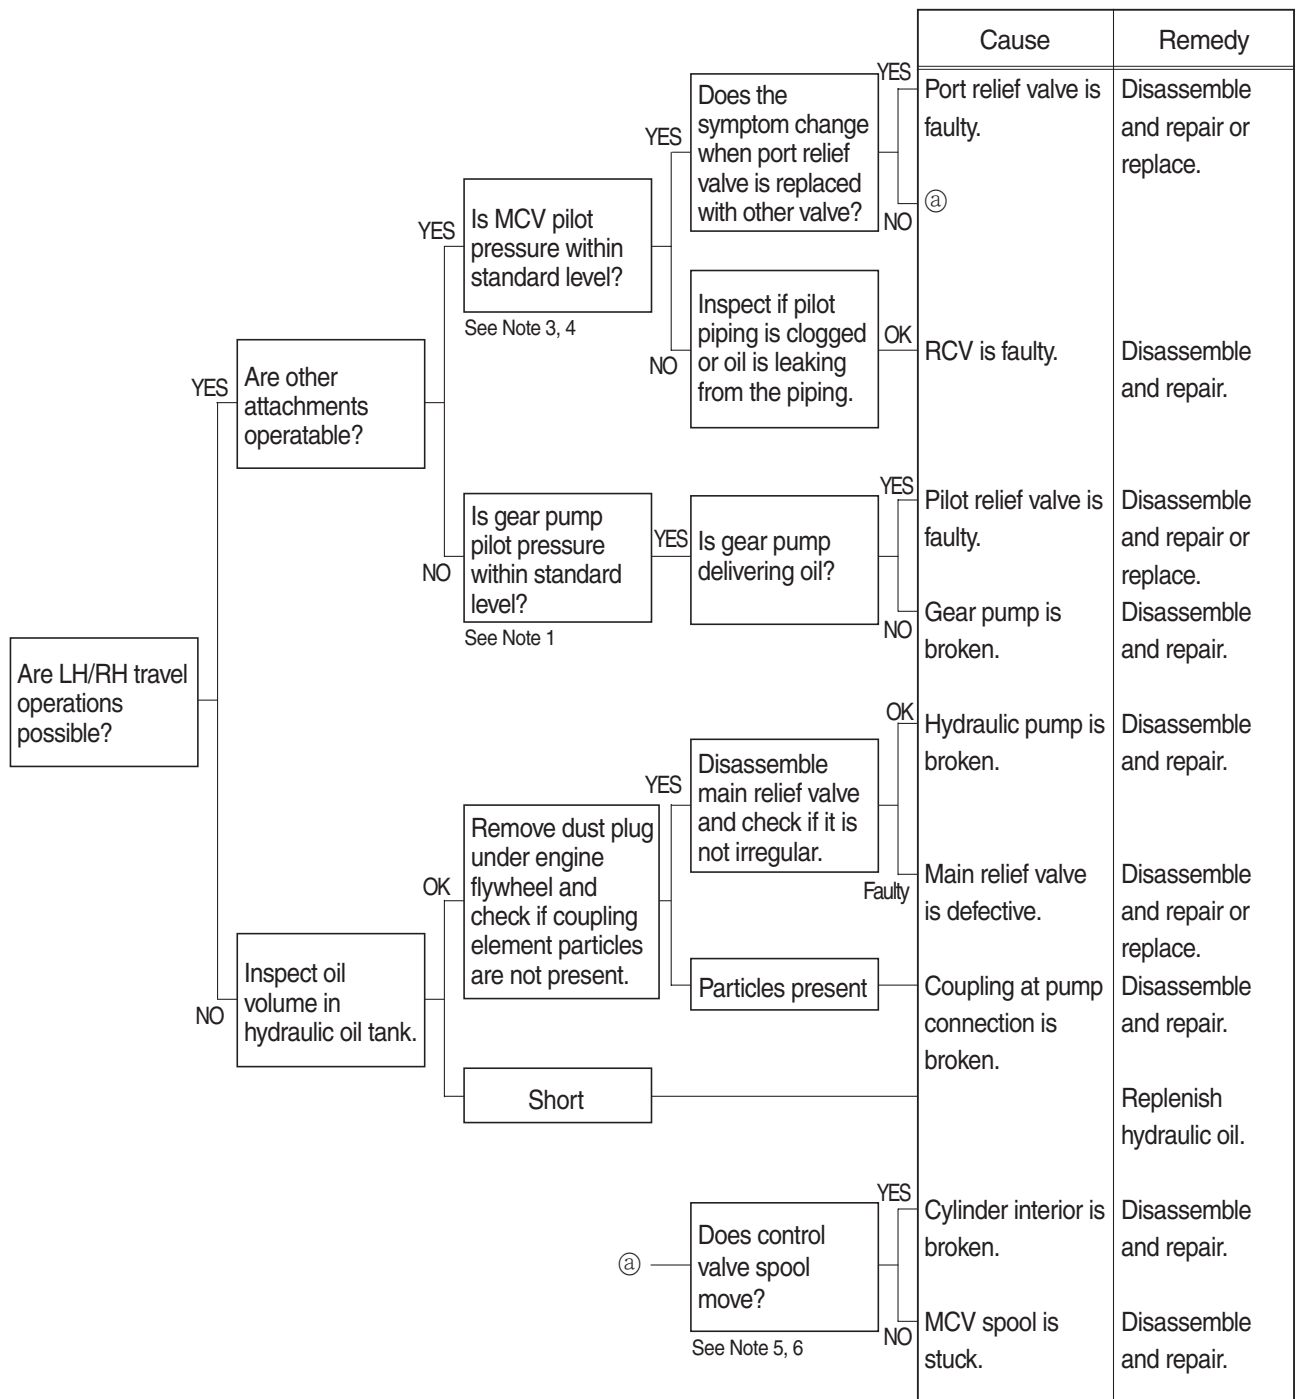 Cause
Remedy
Are LH/RH travel
operations
possible?
YES
NO
Are other
attachments
operatable?
YES
NO
Is MCV pilot
pressure within
standard level?
See Note 3, 4
YES
NO
Does the
symptom change
when port relief
valve is replaced
with other valve?
YES
Port relief valve is
faulty.
Disassemble
and repair or
replace.
NO
ⓐ
Inspect if pilot
piping is clogged
or oil is leaking
from the piping.
OK
RCV is faulty.
Disassemble
and repair.
Is gear pump
pilot pressure
within standard
level?
See Note 1
YES
Is gear pump
delivering oil?
YES
Pilot relief valve is
faulty.
Disassemble
and repair or
replace.
NO
Gear pump is
broken.
Disassemble
and repair.
Inspect oil
volume in
hydraulic oil tank.
OK
Remove dust plug
under engine
flywheel and
check if coupling
element particles
are not present.
YES
Disassemble
main relief valve
and check if it is
not irregular.
OK
Hydraulic pump is
broken.
Disassemble
and repair.
Faulty
Main relief valve
is defective.
Disassemble
and repair or
replace.
Particles present
Coupling at pump
connection is
broken.
Disassemble
and repair.
Short
Replenish
hydraulic oil.
ⓐ
Does control
valve spool
move?
See Note 5, 6
YES
Cylinder interior is
broken.
Disassemble
and repair.
NO
MCV spool is
stuck.
Disassemble
and repair.